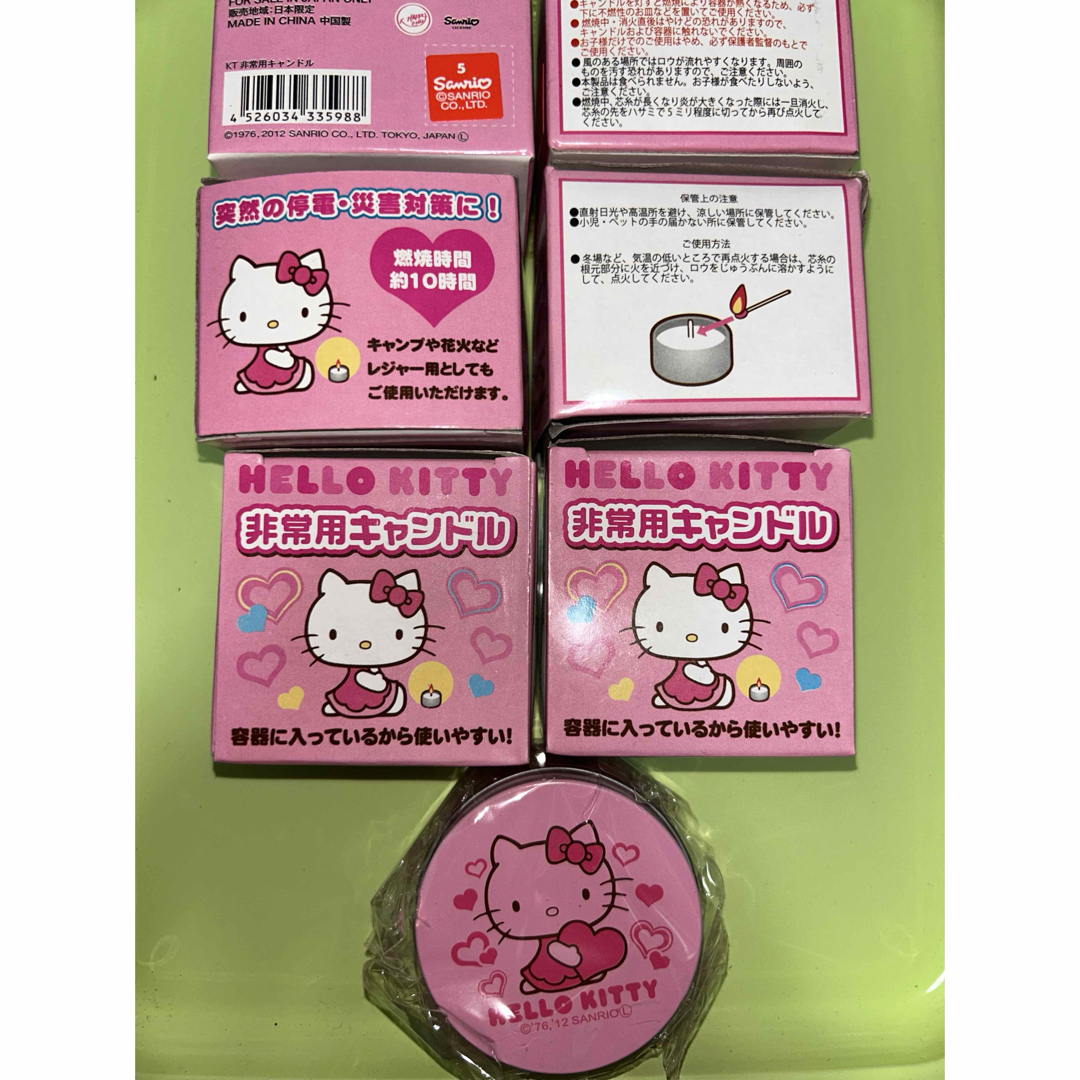 FOR SALE IN JAPAN ONLY
販売地域:日本限定
MADE IN CHINA 中国製
Sanrio
LICENSE
KT 非常用キャンドル
5
Sanrio
©SANRIO
CO., LTD.
4 526034 335988
©1976, 2012 SANRIO CO., LTD. TOKYO, JAPAN Ⓛ
●キャンドルを灯すと燃焼により容器が熱くなるため、必ず
下に不燃性のお皿などを置いてご使用ください。
●燃焼中・消火直後はやけどの恐れがありますので、
キャンドルおよび容器に触れないでください。
●お子様だけでのご使用はやめ、必ず保護者監督のもとで
ご使用ください。
●風のある場所ではロウが流れやすくなります。周囲の
ものを汚す恐れがありますので、ご注意ください。
●本製品は食べられません。お子様が食べたりしないよう、
ご注意ください。
●燃焼中、芯糸が長くなり炎が大きくなった際には一旦消火し、
芯糸の先をハサミで5ミリ程度に切ってから再び点火して
ください。
突然の停電・災害対策に!
燃焼時間
約10時間
キャンプや花火など
レジャー用としても
ご使用いただけます。
保管上の注意
●直射日光や高温所を避け、涼しい場所に保管してください。
●小児・ペットの手の届かない所に保管してください。
ご使用方法
●冬場など、気温の低いところで再点火する場合は、芯糸の
根元部分に火を近づけ、ロウをじゅうぶんに溶かすように
して、点火してください。
HELLO KITTY
非常用キャンドル
容器に入っているから使いやすい!
HELLO KITTY
非常用キャンドル
容器に入っているから使いやすい!
HELLO KITTY
©'76,'12 SANRIO Ⓛ